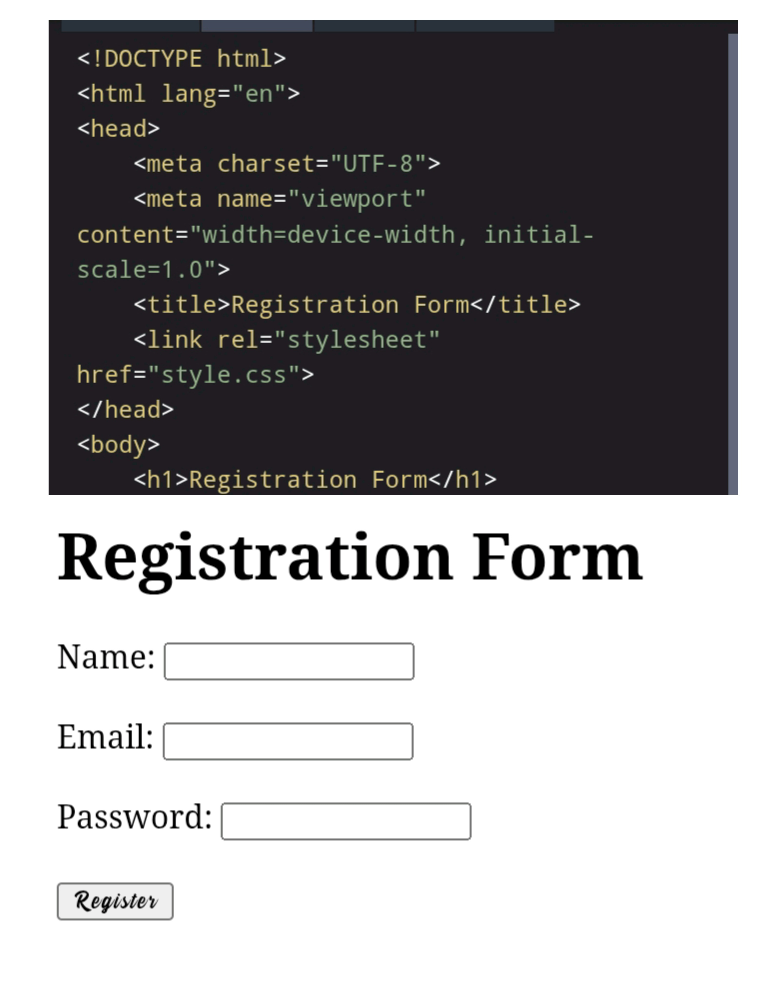 <!DOCTYPE html>
<html lang="en">
<head>
    <meta charset="UTF-8">
    <meta name="viewport"
content="width=device-width, initial-
scale=1.0">
    <title>Registration Form</title>
    <link rel="stylesheet"
href="style.css">
</head>
<body>
    <h1>Registration Form</h1>
Registration Form
Name:
Email:
Password:
Register